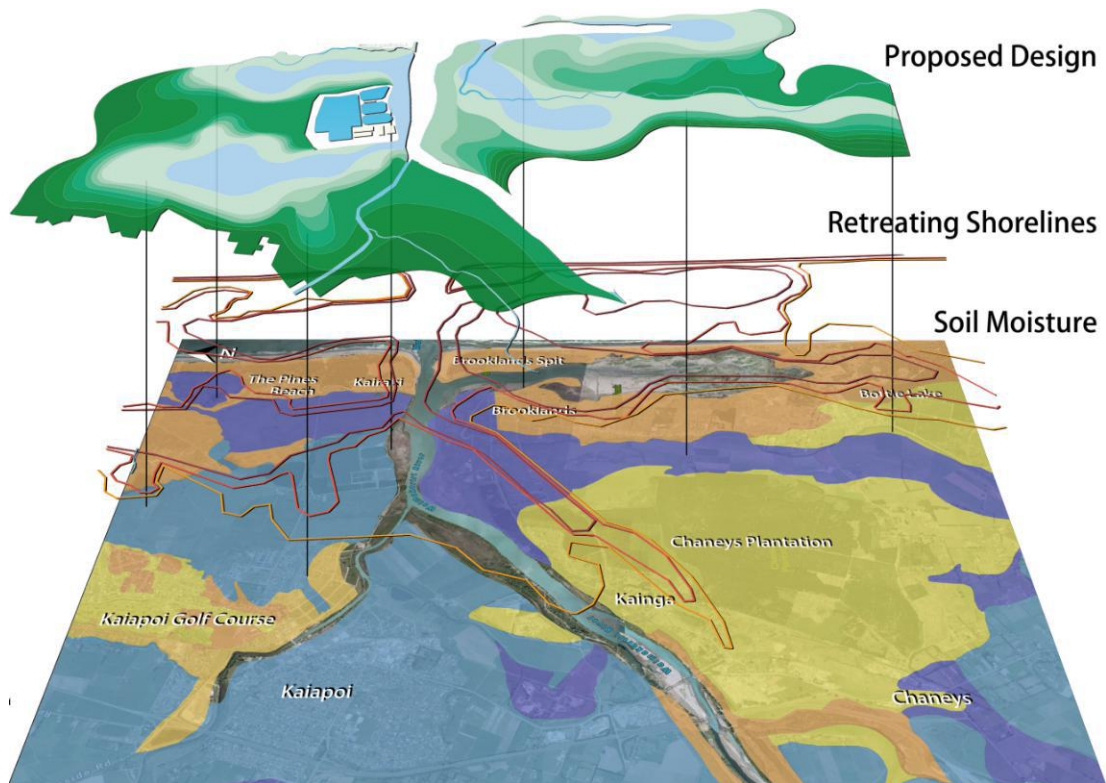 Proposed Design
Retreating Shorelines
Soil Moisture
Brooklands Spit
The Pines
Beach
Kairaki
Brooklands
Bottle Lake
Chaneys Plantation
Kainga
Kaiapoi Golf Course
Kaiapoi
Chaneys